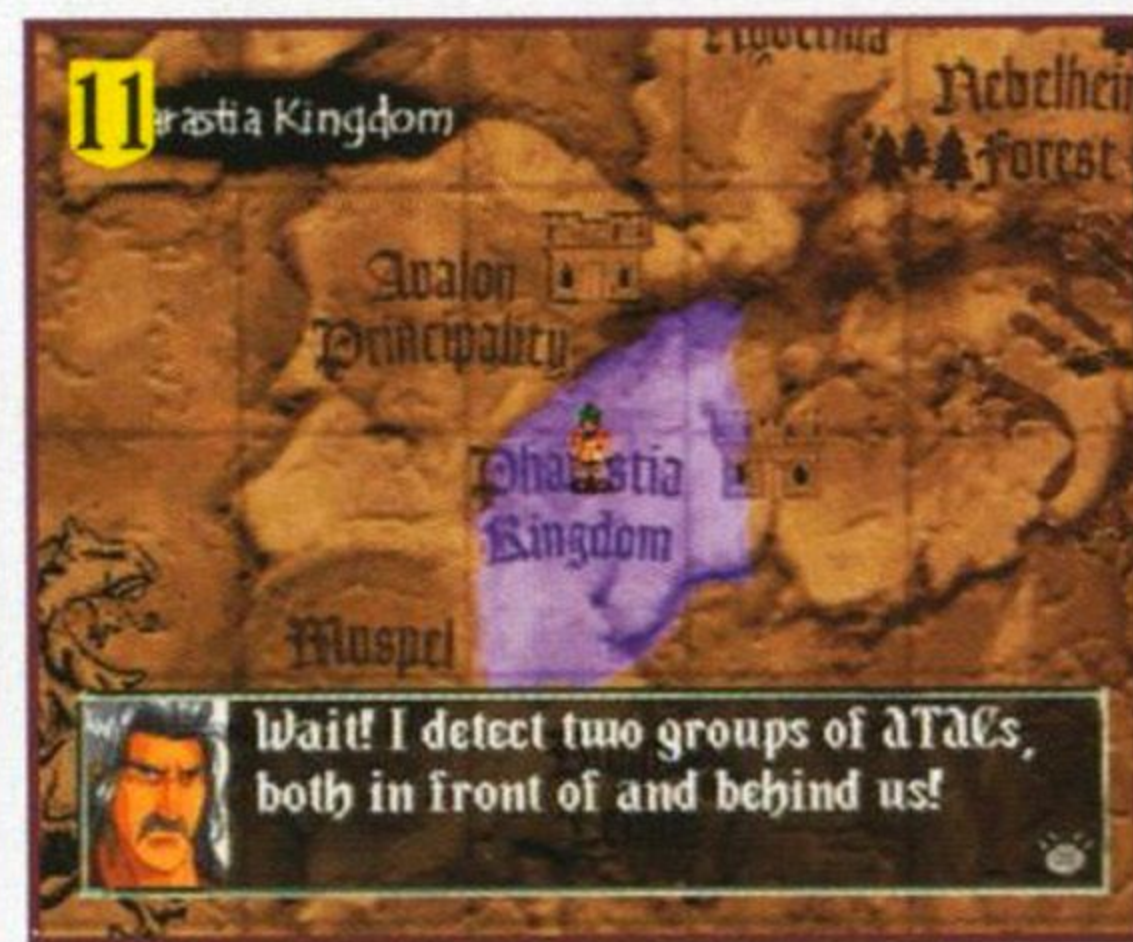 11
arastia Kingdom
Nebelhei
Forest
Avalon
Principality
Kingdom
Muspel
Wait! I detect two groups of ATACs,
both in front of and behind us!